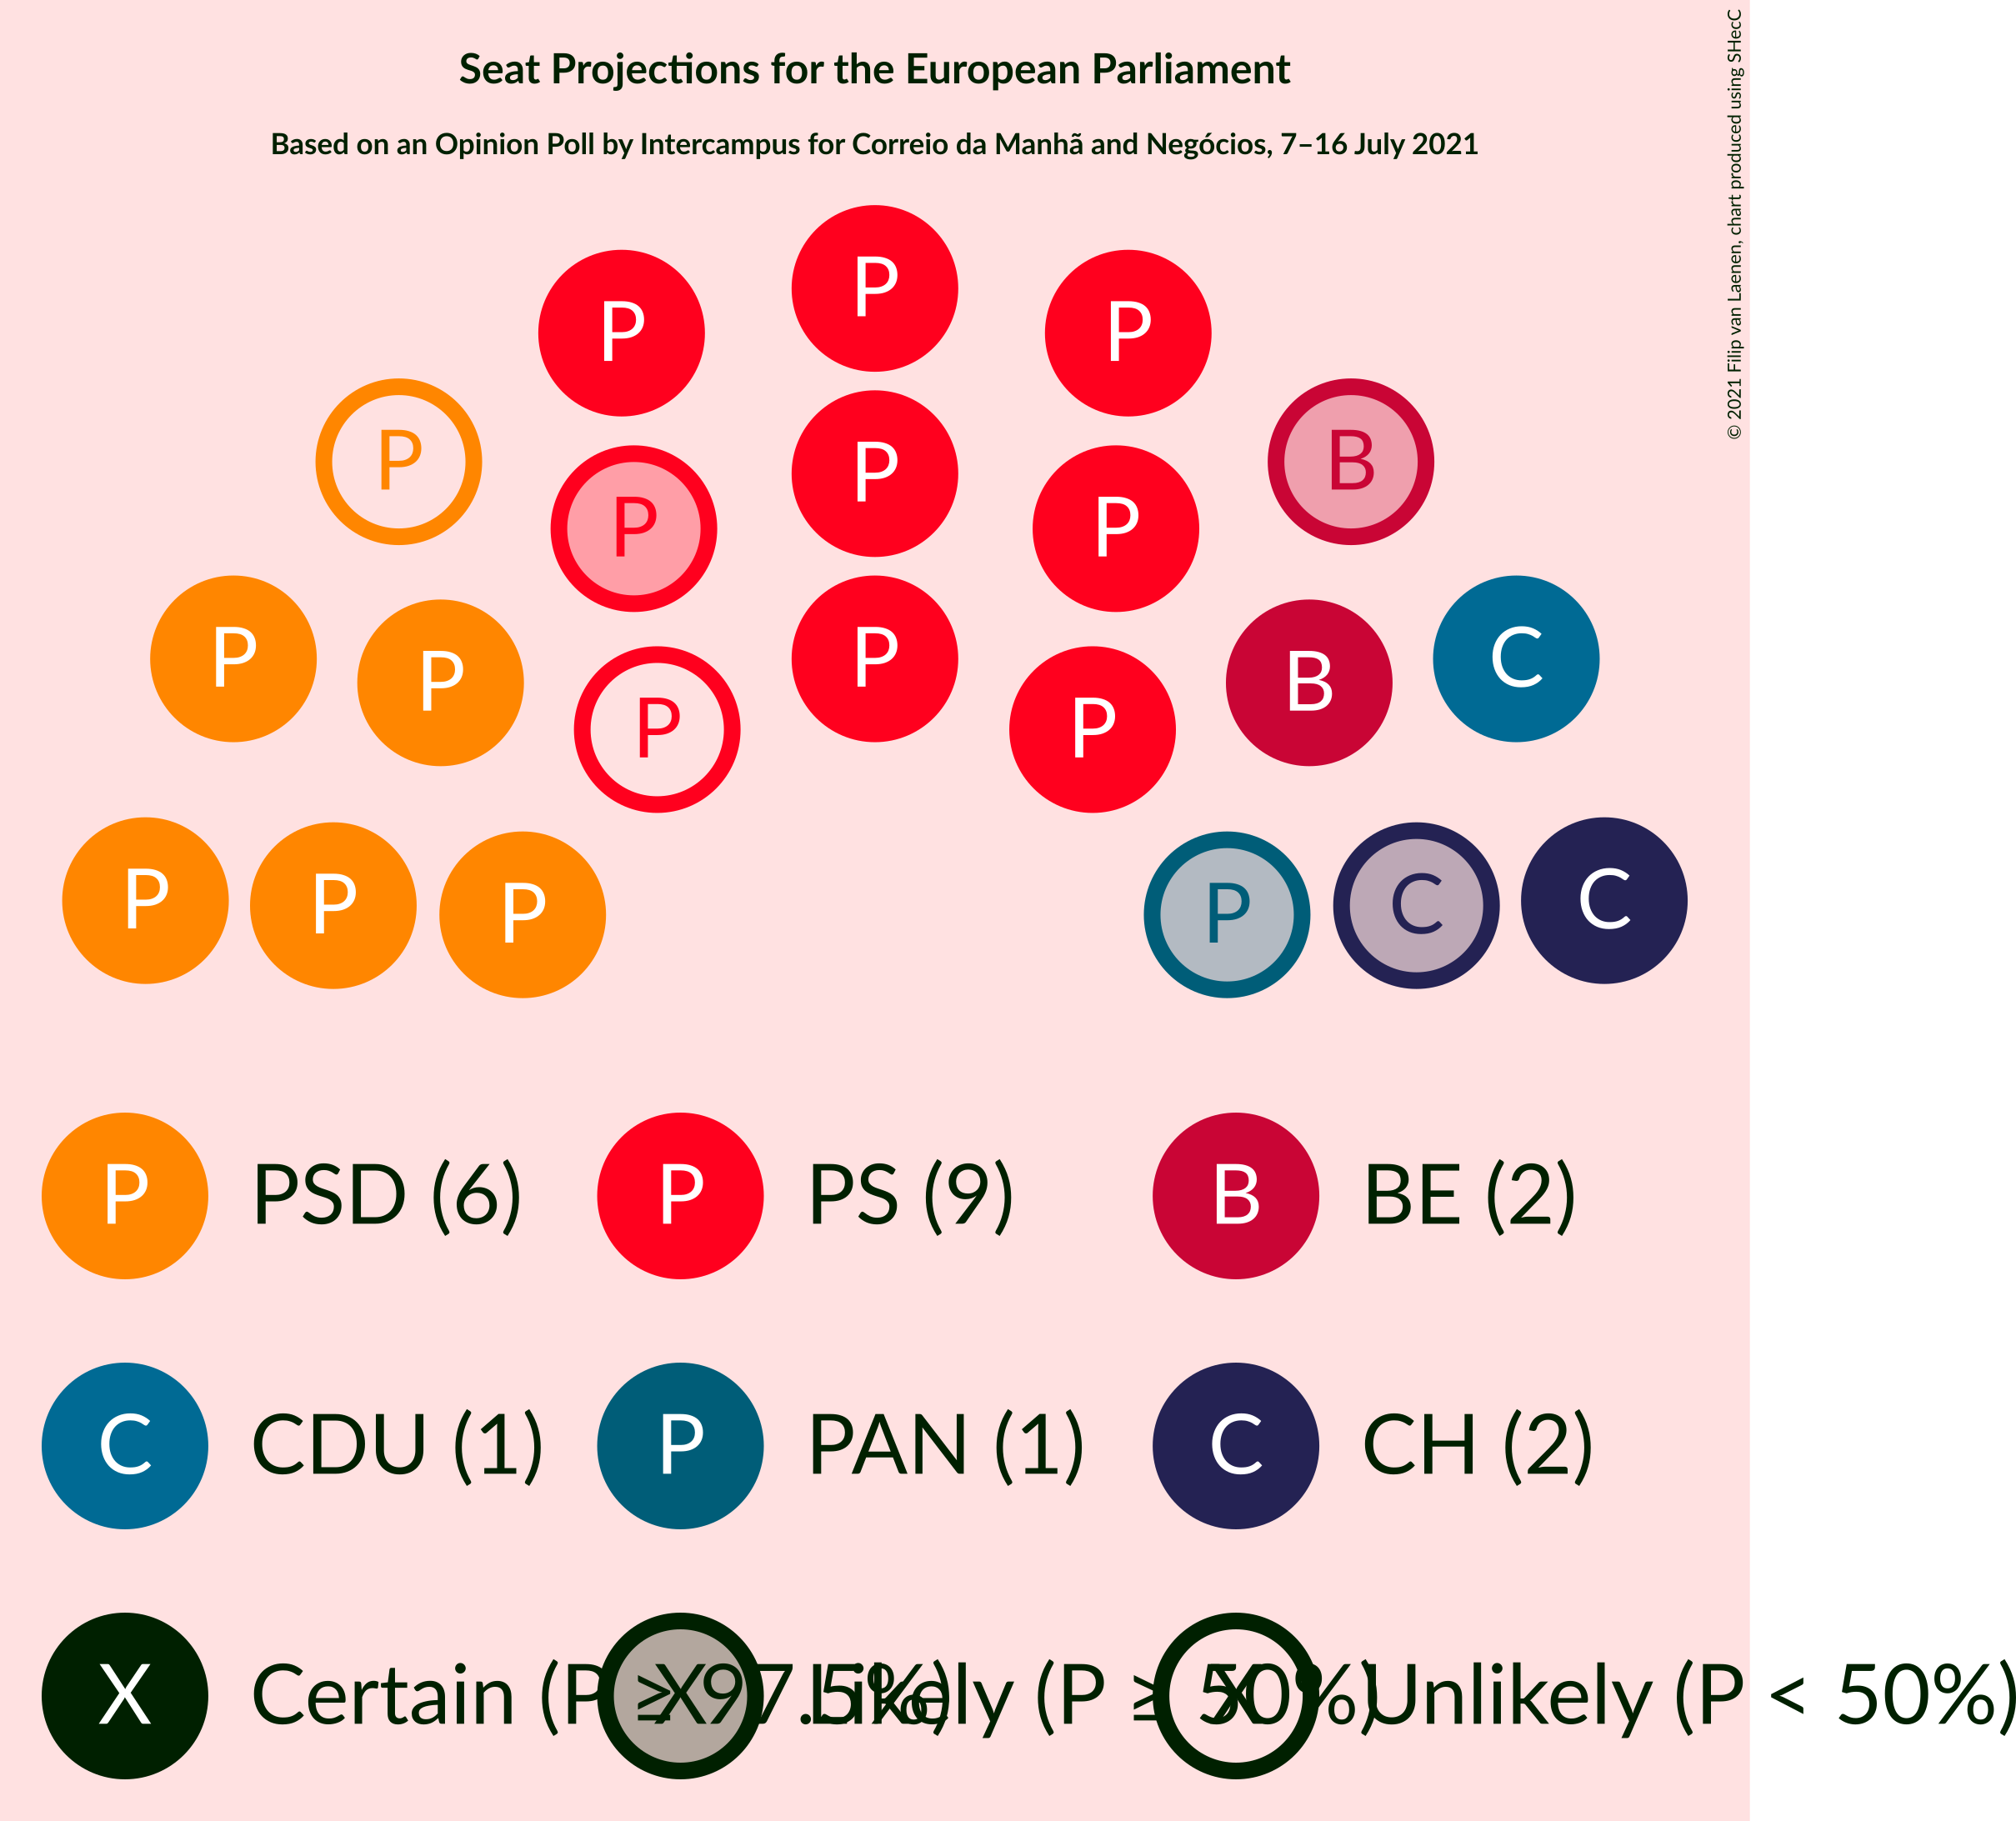 Seat Projections for the European Parliament
Based on an Opinion Poll by Intercampus for Correio da Manhã and Negócios, 7–16 July 2021
© 2021 Filip van Laenen, chart produced using SHecC
P
P P P
P P B
P P P
P P B C
P P P
P P P P C C
P PSD (6) P PS (9) B BE (2)
C CDU (1) P PAN (1) C CH (2)
X Certain (P ≥ 97.5%) X Likely (P ≥ 50%) X Unlikely (P < 50%)